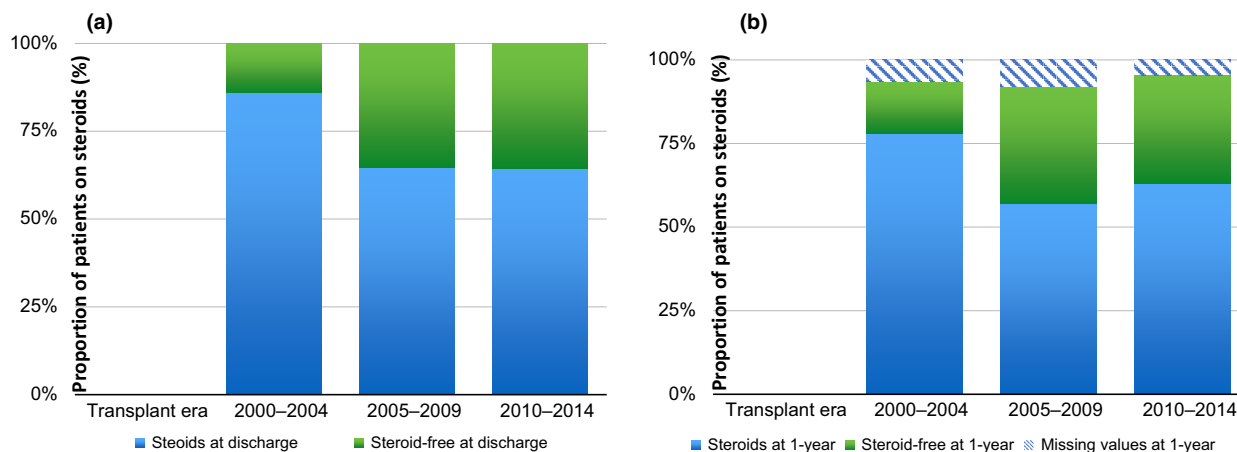 (a)
Proportion of patients on steroids (%)
100%
75%
50%
25%
0%
Transplant era 2000–2004 2005–2009 2010–2014
Steoids at discharge Steroid-free at discharge
(b)
Proportion of patients on steroids (%)
100%
75%
50%
25%
0%
Transplant era 2000–2004 2005–2009 2010–2014
Steroids at 1-year Steroid-free at 1-year Missing values at 1-year